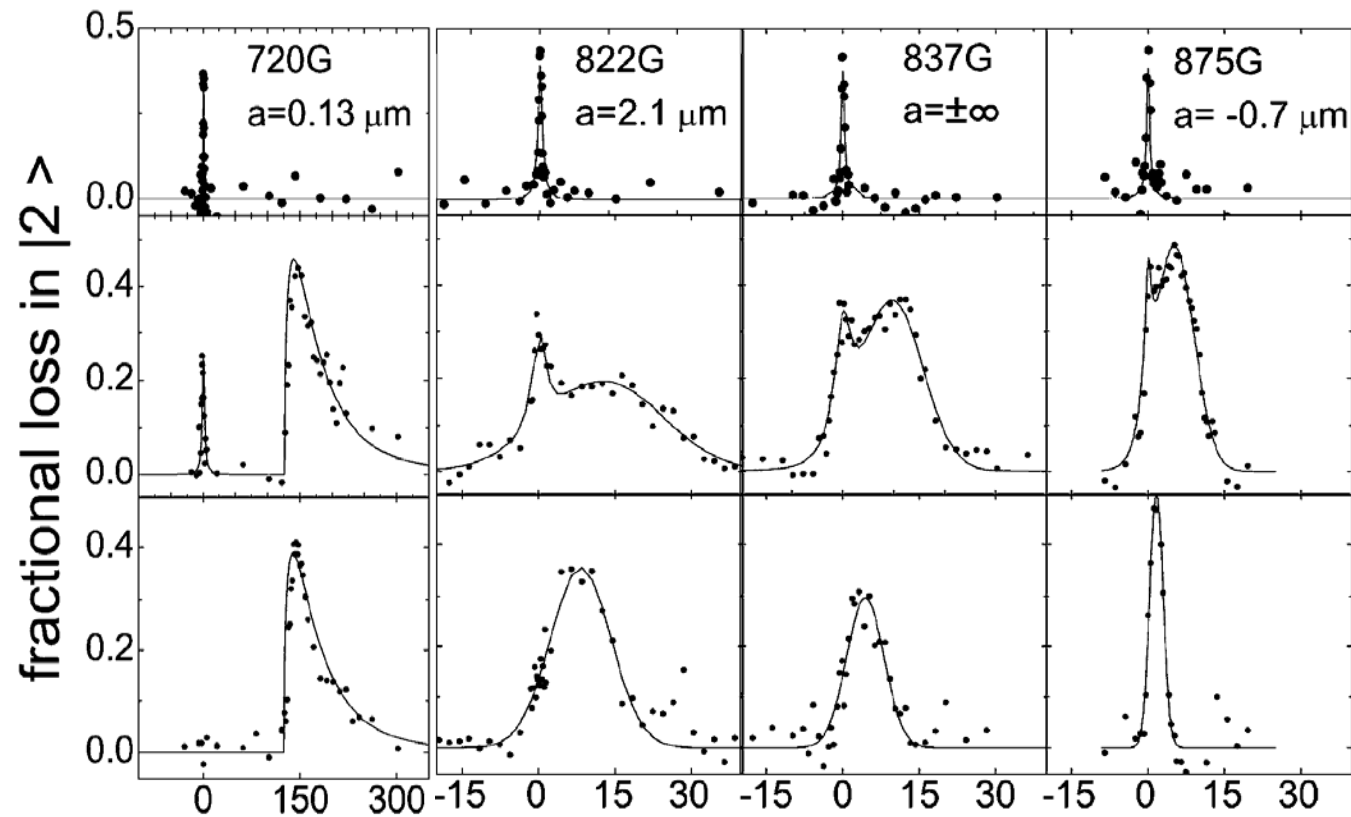 0.5
720G
822G
837G
875G
a=0.13 μm
a=2.1 μm
a=±∞
a= -0.7 μm
0.0
fractional loss in |2 >
0.4
0.2
0.0
0.4
0.2
0.0
0 150 300 -15 0 15 30 -15 0 15 30 -15 0 15 30